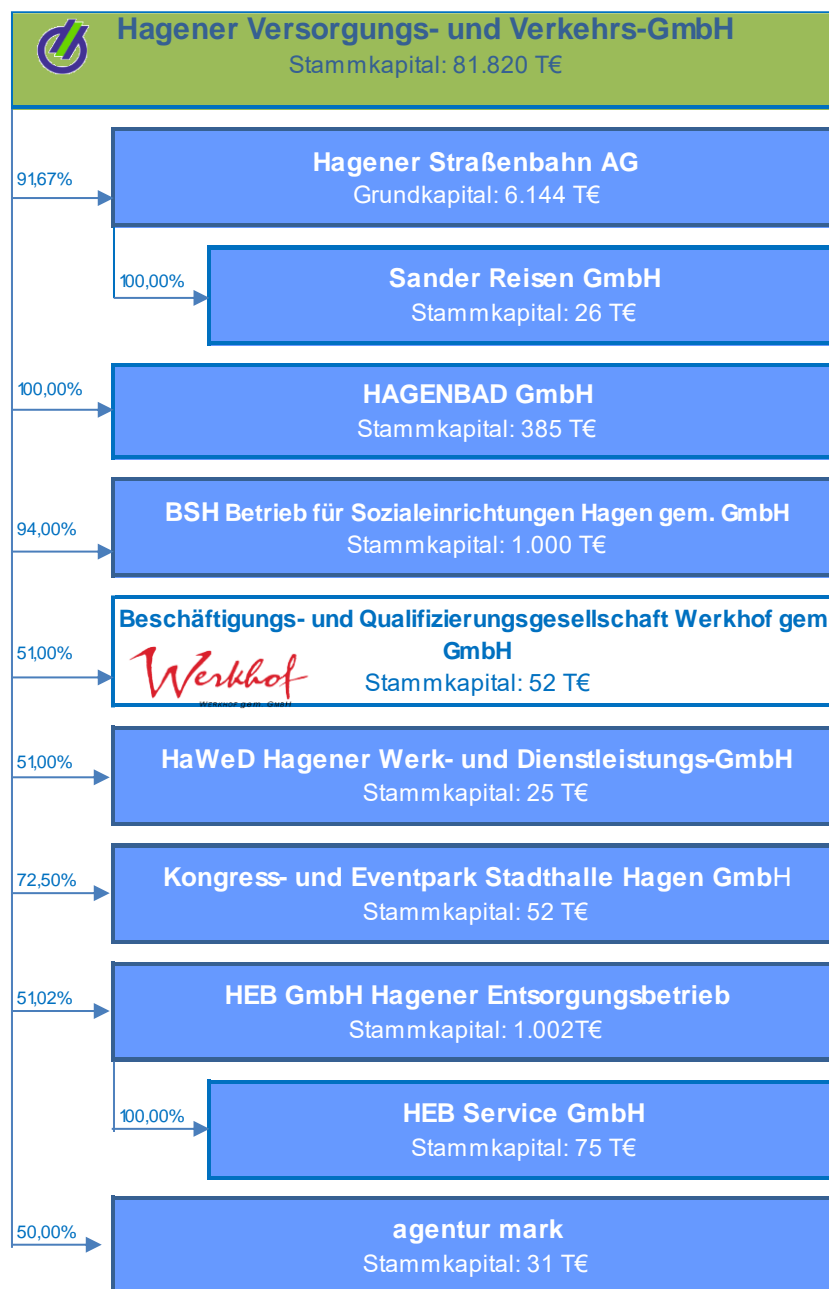 Hagener Versorgungs- und Verkehrs-GmbH
Stammkapital: 81.820 T€
91,67%
Hagener Straßenbahn AG
Grundkapital: 6.144 T€
100,00%
Sander Reisen GmbH
Stammkapital: 26 T€
100,00%
HAGENBAD GmbH
Stammkapital: 385 T€
94,00%
BSH Betrieb für Sozialeinrichtungen Hagen gem. GmbH
Stammkapital: 1.000 T€
51,00%
Beschäftigungs- und Qualifizierungsgesellschaft Werkhof gem
GmbH
Werkhof
WERKHOF gem. GmbH
Stammkapital: 52 T€
51,00%
HaWeD Hagener Werk- und Dienstleistungs-GmbH
Stammkapital: 25 T€
72,50%
Kongress- und Eventpark Stadthalle Hagen GmbH
Stammkapital: 52 T€
51,02%
HEB GmbH Hagener Entsorgungsbetrieb
Stammkapital: 1.002T€
100,00%
HEB Service GmbH
Stammkapital: 75 T€
50,00%
agentur mark
Stammkapital: 31 T€